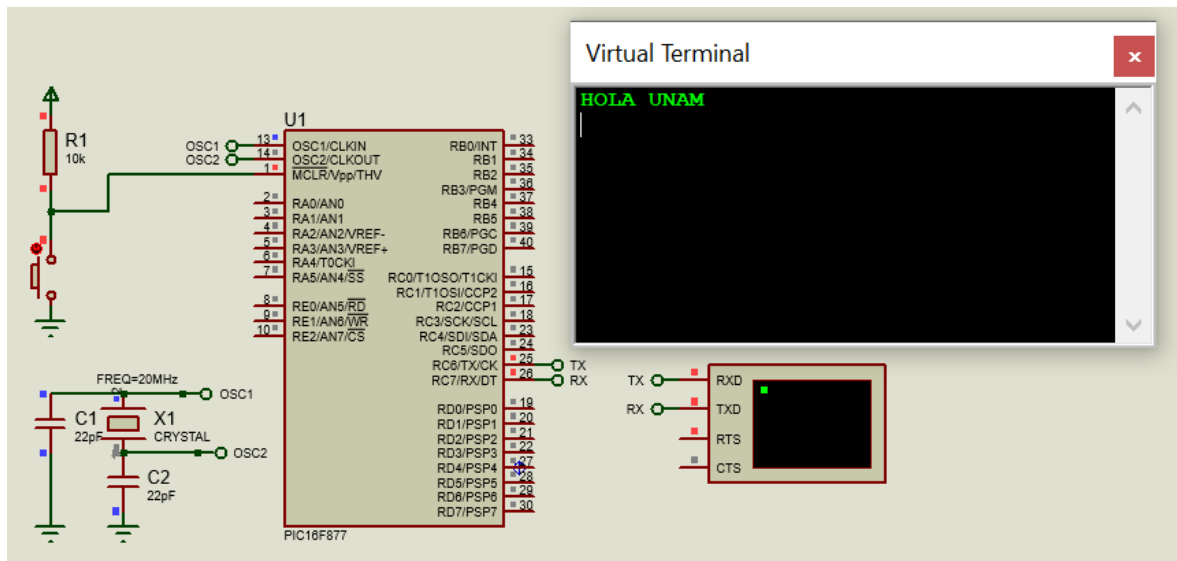 Virtual Terminal
x
HOLA UNAM
R1
10k
OSC1
OSC2
U1
13
14
1
OSC1/CLKIN
OSC2/CLKOUT
MCLR/Vpp/THV
2
3
4
5
6
7
RA0/AN0
RA1/AN1
RA2/AN2/VREF-
RA3/AN3/VREF+
RA4/T0CKI
RA5/AN4/SS
8
9
10
RE0/AN5/RD
RE1/AN6/WR
RE2/AN7/CS
RB0/INT
RB1
RB2
RB3/PGM
RB4
RB5
RB6/PGC
RB7/PGD
33
34
35
36
37
38
39
40
RC0/T1OSO/T1CKI
RC1/T1OSI/CCP2
RC2/CCP1
RC3/SCK/SCL
RC4/SDI/SDA
RC5/SDO
RC6/TX/CK
RC7/RX/DT
15
16
17
18
23
24
25
26
TX
RX
RD0/PSP0
RD1/PSP1
RD2/PSP2
RD3/PSP3
RD4/PSP4
RD5/PSP5
RD6/PSP6
RD7/PSP7
19
20
21
22
27
28
29
30
PIC16F877
FREQ=20MHz
OSC1
C1
22pF
X1
CRYSTAL
OSC2
C2
22pF
TX
RX
RXD
TXD
RTS
CTS